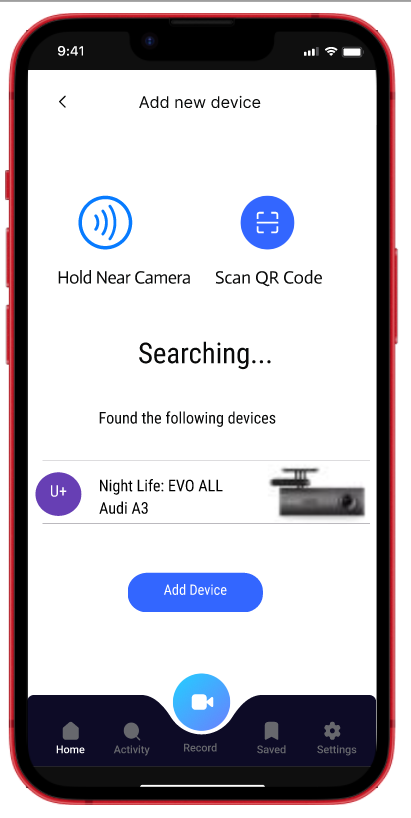 9:41
Add new device
Hold Near Camera
Scan QR Code
Searching...
Found the following devices
U+
Night Life: EVO ALL
Audi A3
Add Device
Home
Activity
Record
Saved
Settings